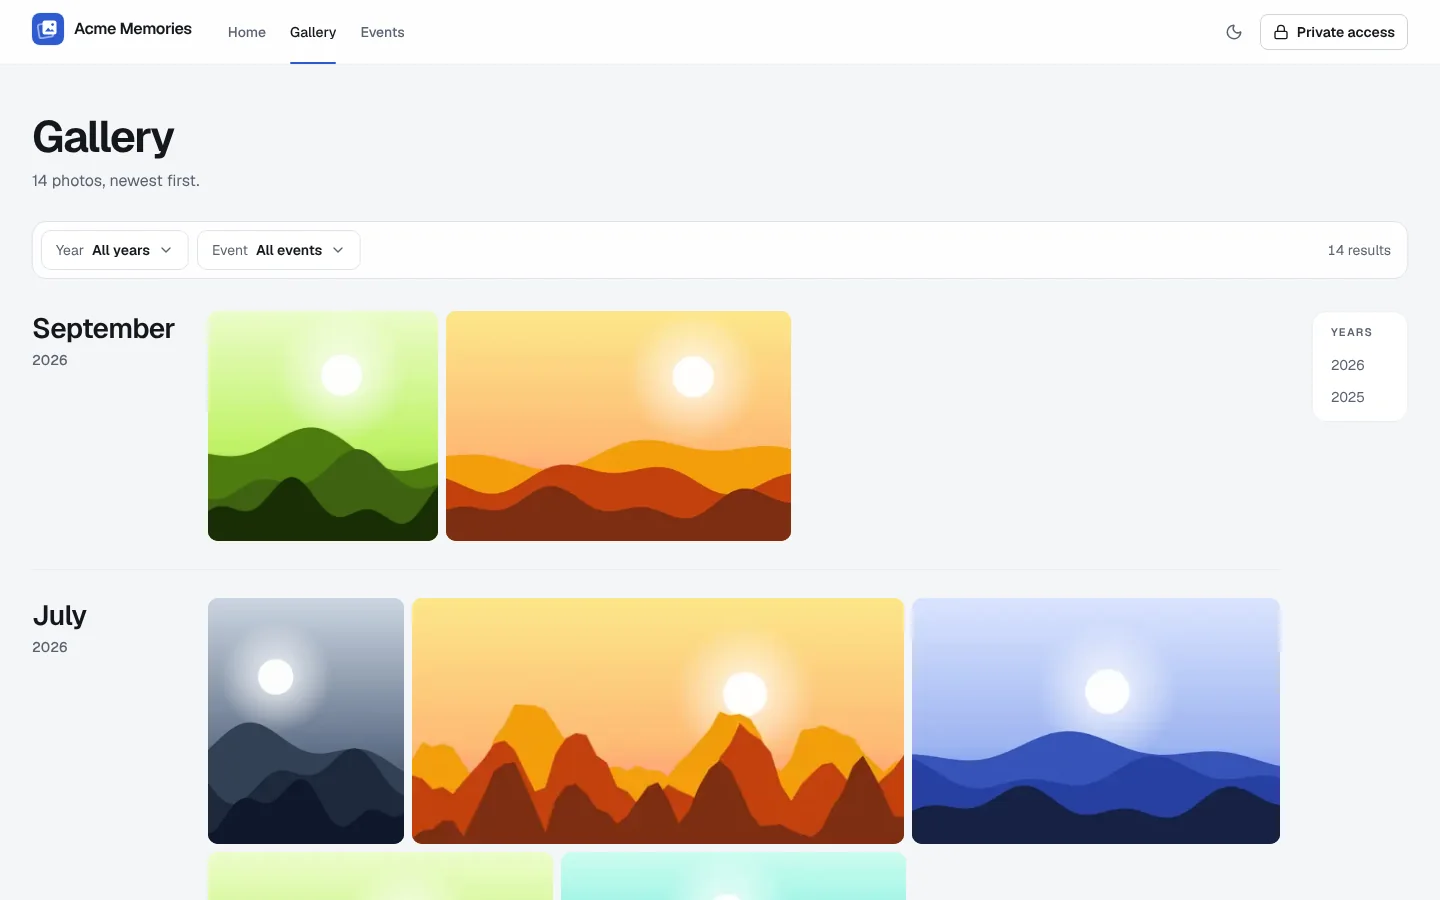 Acme Memories
Home
Gallery
Events
Private access
Gallery
14 photos, newest first.
Year All years
Event All events
14 results
September
2026
YEARS
2026
2025
July
2026